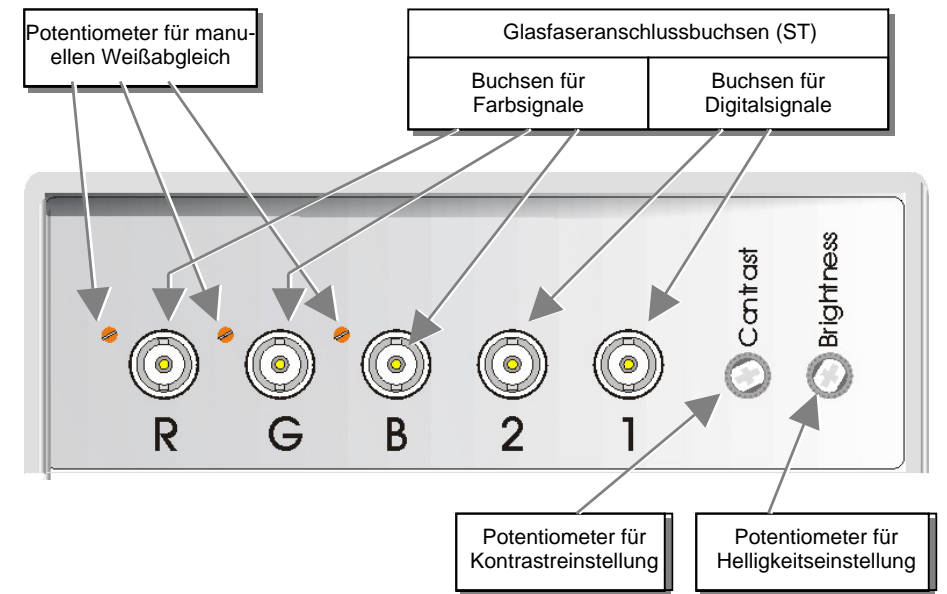 Potentiometer für manu-
ellen Weißabgleich
Glasfaseranschlussbuchsen (ST)
Buchsen für
Farbsignale
Buchsen für
Digitalsignale
Cantrast
Brightness
R G B 2 1
Potentiometer für
Kontrastreinstellung
Potentiometer für
Helligkeitseinstellung